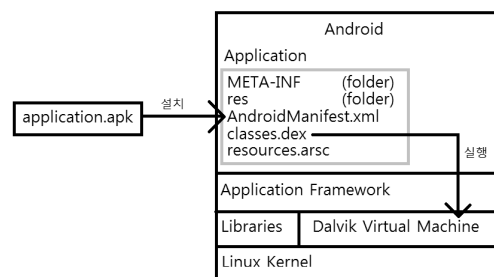 Android
Application
META-INF (folder)
res (folder)
AndroidManifest.xml
classes.dex
resources.arsc
application.apk
설치
실행
Application Framework
Libraries Dalvik Virtual Machine
Linux Kernel